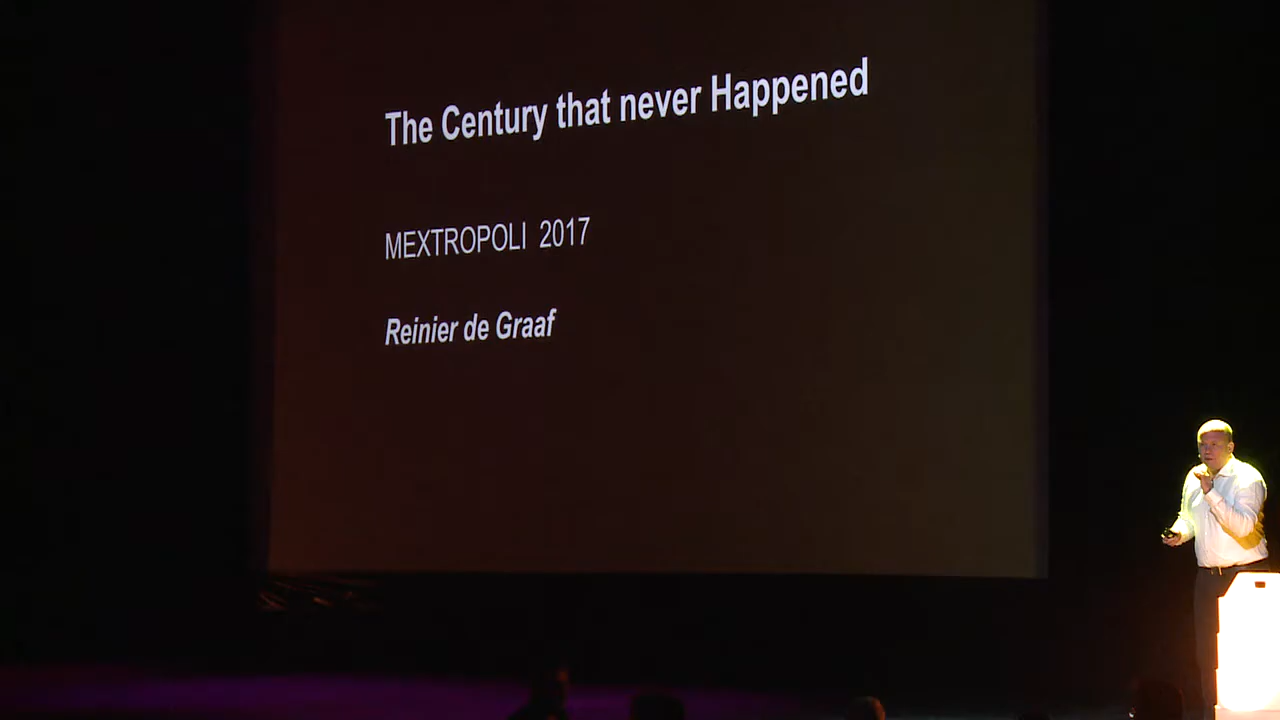 The Century that never Happened
MEXTROPOLI 2017
Reinier de Graaf